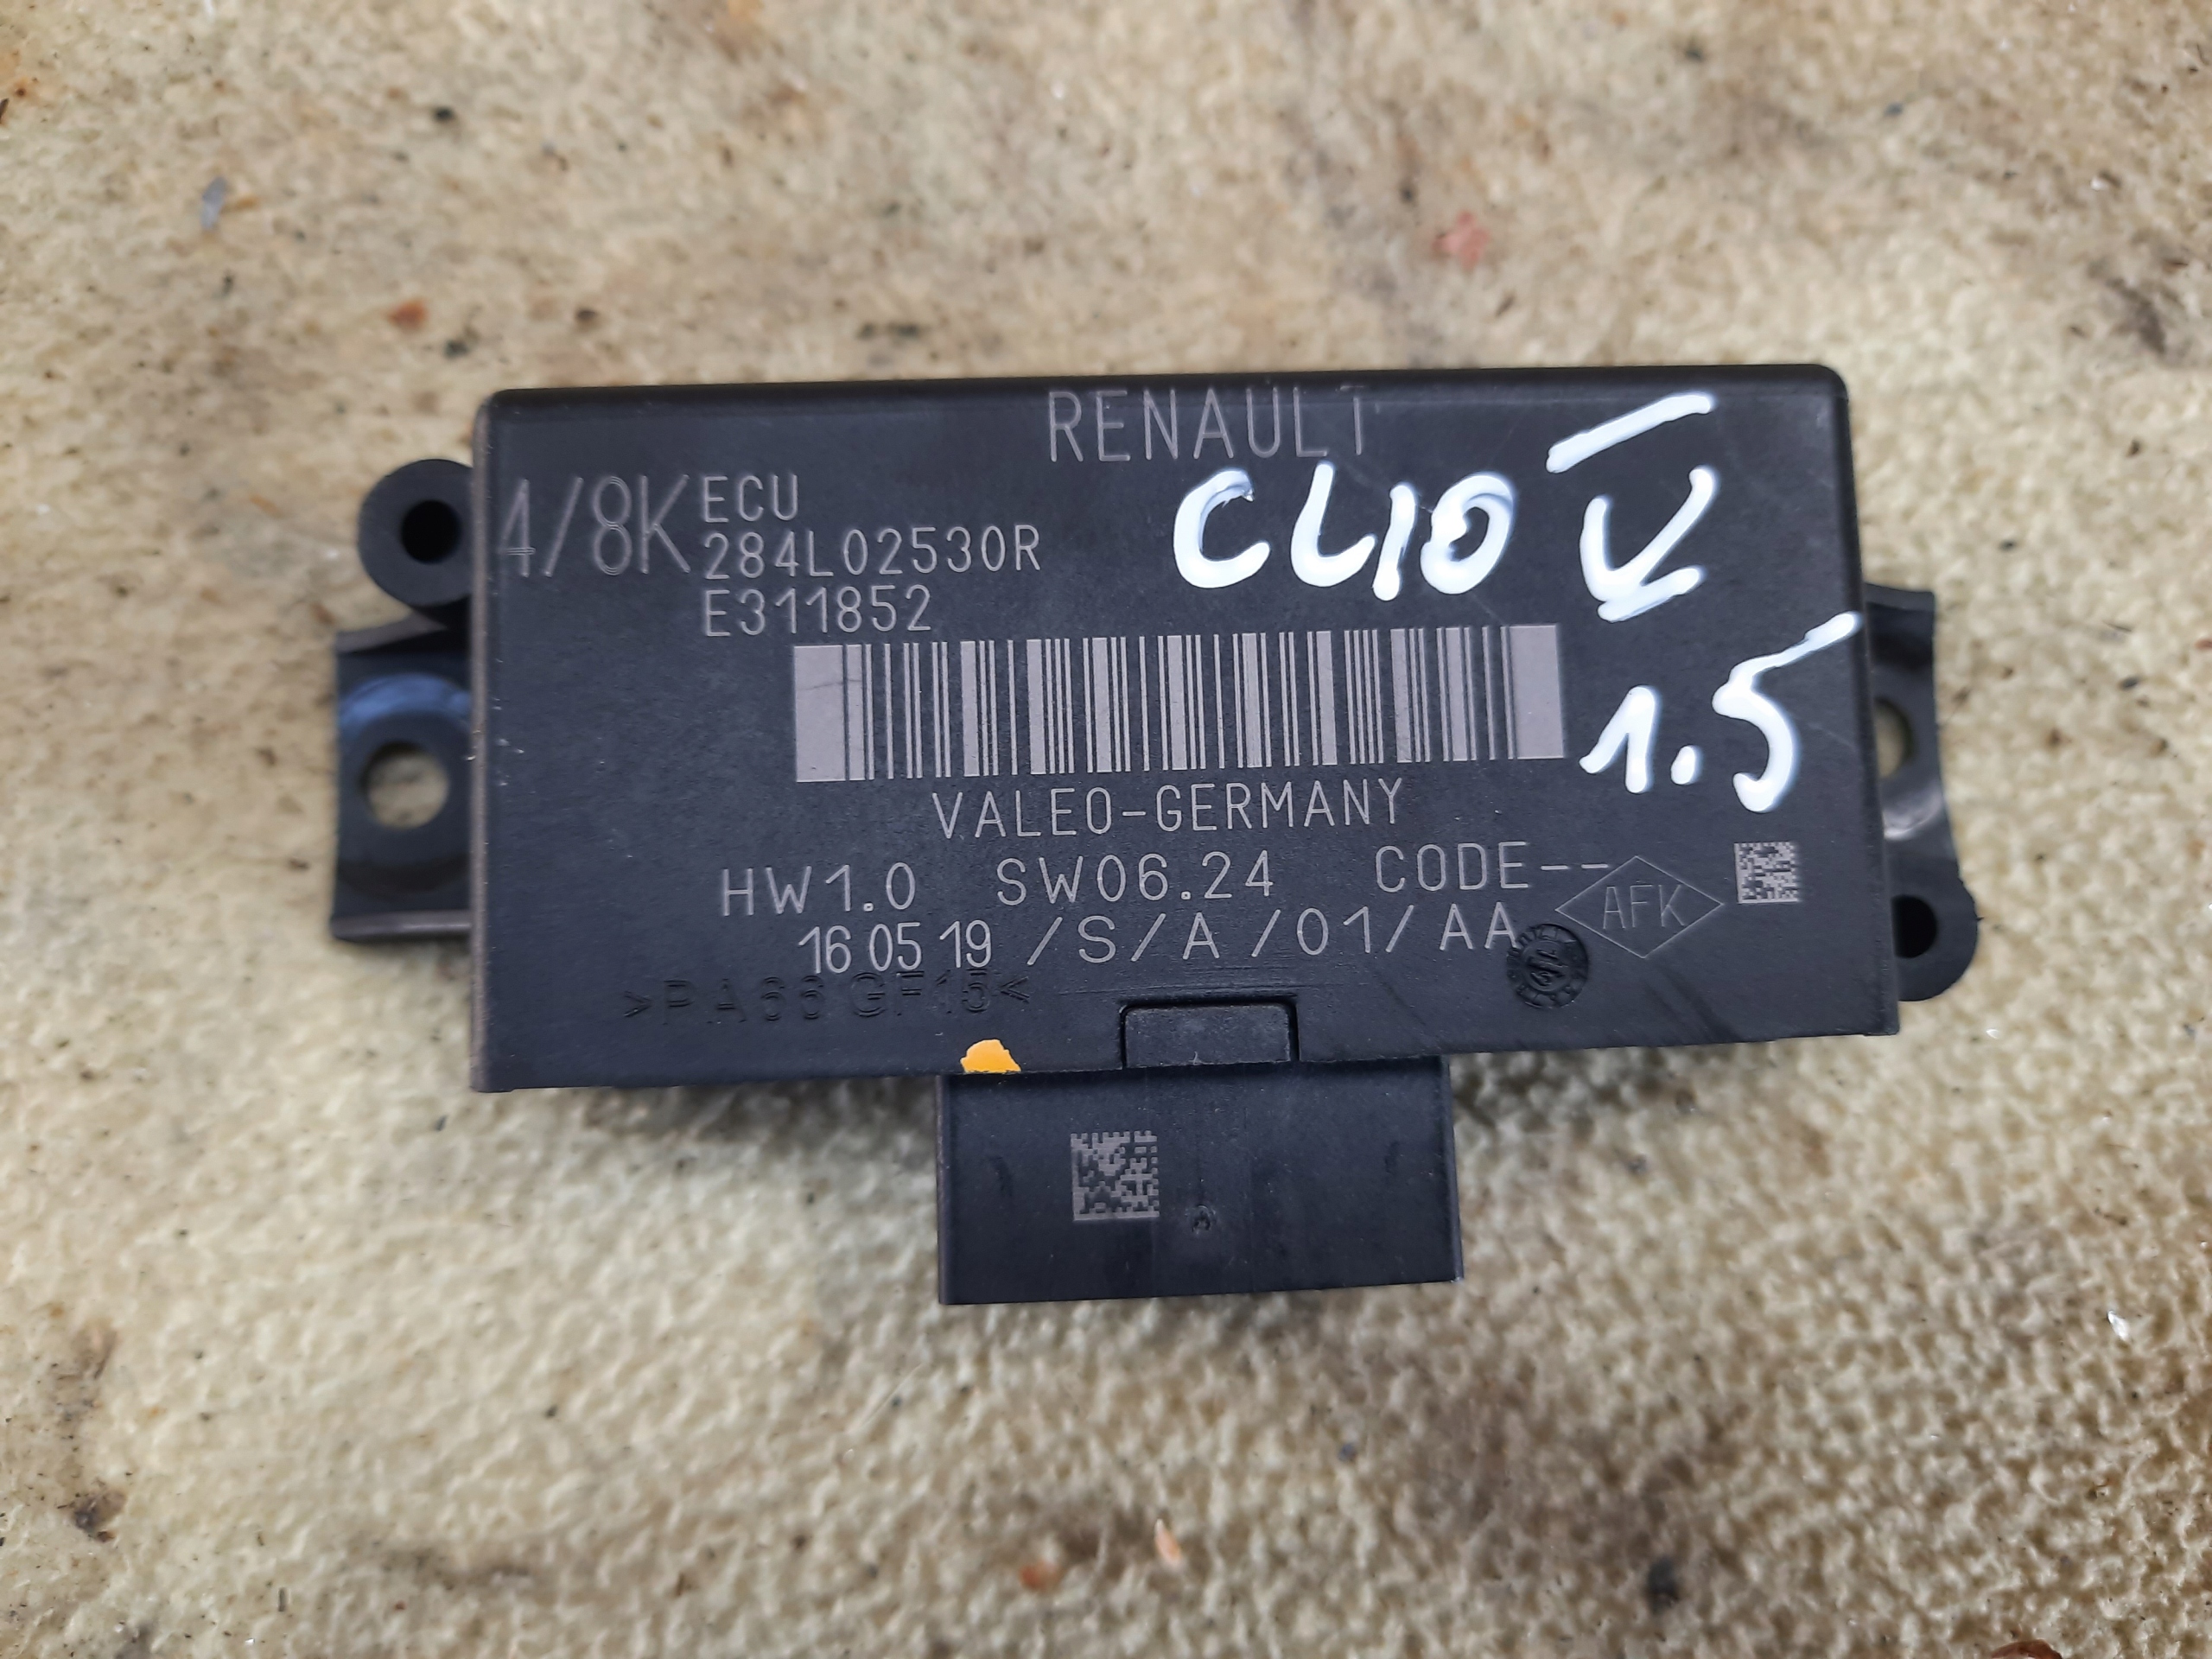 RENAULT
4/8K ECU
284L02530R
E311852
CLIO V
1.5
VALEO-GERMANY
HW1.0 SW06.24 CODE--
AFK
16 05 19 /S/A/01/AA
>PA66 GF15<